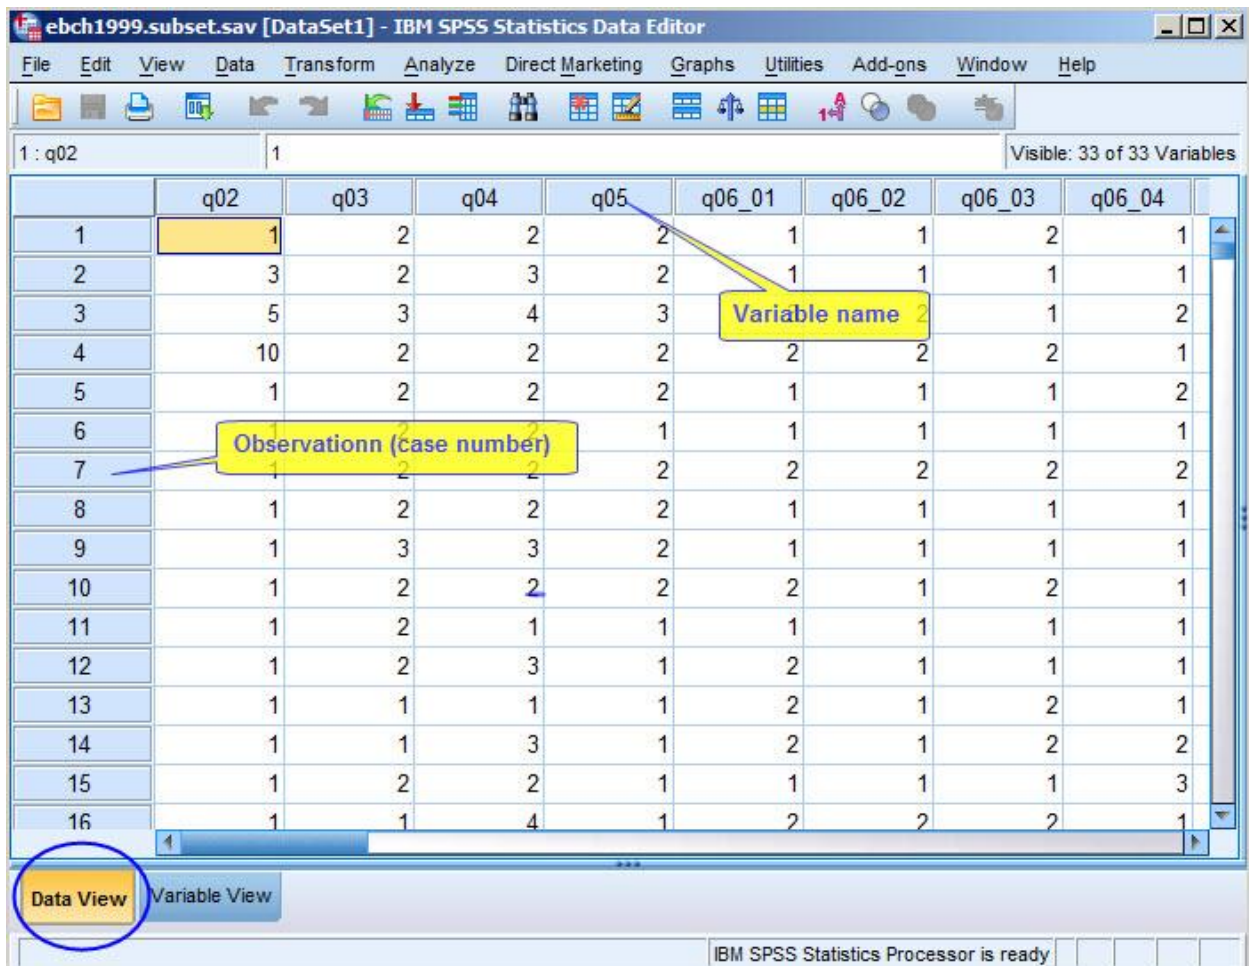 ebch1999.subset.sav [DataSet1] - IBM SPSS Statistics Data Editor
File Edit View Data Transform Analyze Direct Marketing Graphs Utilities Add-ons Window Help
1 : q02 1 Visible: 33 of 33 Variables
q02 q03 q04 q05 q06_01 q06_02 q06_03 q06_04
1 1 2 2 2 1 1 2 1
2 3 2 3 2 1 1 1 1
3 5 3 4 3 2 1 2
Variable name
4 10 2 2 2 2 2 2 1
5 1 2 2 2 1 1 1 2
6 1 2 2 1 1 1 1 1
Observationn (case number)
7 1 2 2 2 2 2 2 2
8 1 2 2 2 1 1 1 1
9 1 3 3 2 1 1 1 1
10 1 2 2 2 2 1 2 1
11 1 2 1 1 1 1 1 1
12 1 2 3 1 2 1 1 1
13 1 1 1 1 2 1 2 1
14 1 1 3 1 2 1 2 2
15 1 2 2 1 1 1 1 3
16 1 1 4 1 2 2 2 1
Data View Variable View
IBM SPSS Statistics Processor is ready